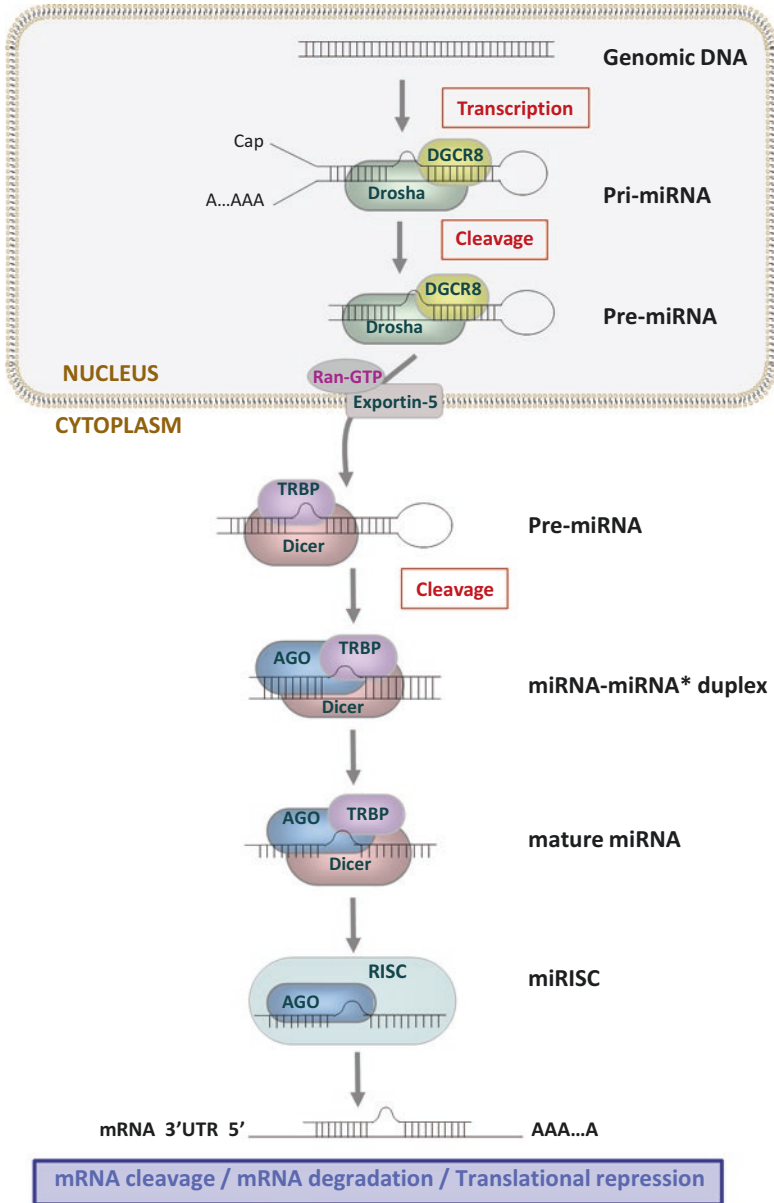 Genomic DNA
Transcription
Cap
DGCR8
Drosha
A...AAA
Pri-miRNA
Cleavage
DGCR8
Drosha
Pre-miRNA
NUCLEUS
Ran-GTP
Exportin-5
CYTOPLASM
TRBP
Dicer
Pre-miRNA
Cleavage
AGO
TRBP
Dicer
miRNA-miRNA* duplex
AGO
TRBP
Dicer
mature miRNA
RISC
AGO
miRISC
mRNA 3'UTR 5' AAA...A
mRNA cleavage / mRNA degradation / Translational repression